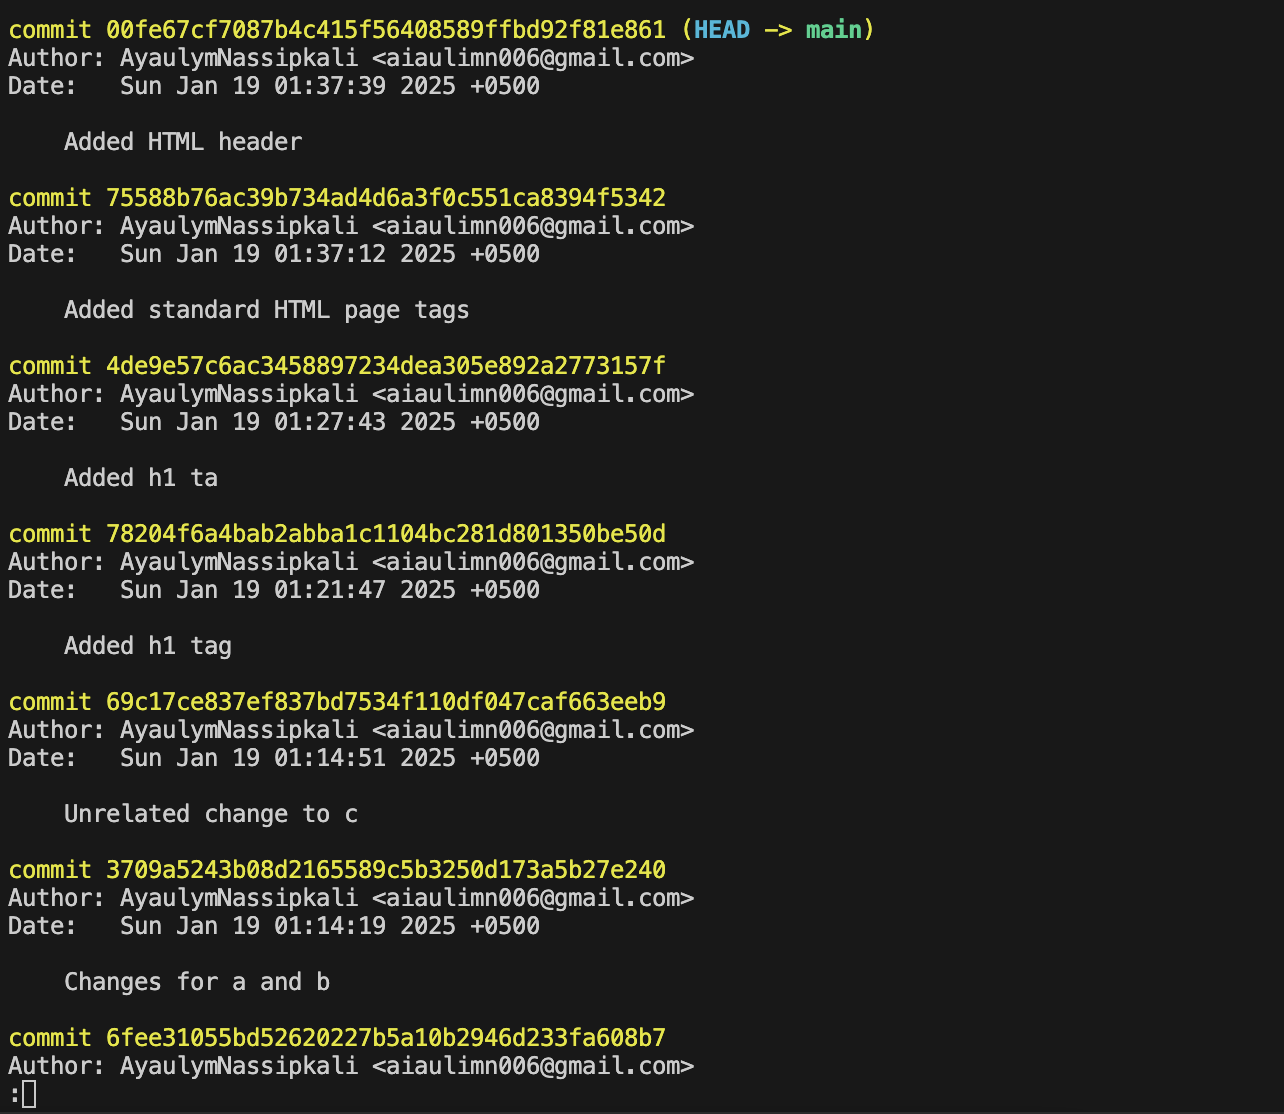 commit 00fe67cf7087b4c415f56408589ffbd92f81e861 (HEAD -> main)
Author: AyaulymNassipkali <aiaulimn006@gmail.com>
Date:   Sun Jan 19 01:37:39 2025 +0500
Added HTML header
commit 75588b76ac39b734ad4d6a3f0c551ca8394f5342
Author: AyaulymNassipkali <aiaulimn006@gmail.com>
Date:   Sun Jan 19 01:37:12 2025 +0500
Added standard HTML page tags
commit 4de9e57c6ac3458897234dea305e892a2773157f
Author: AyaulymNassipkali <aiaulimn006@gmail.com>
Date:   Sun Jan 19 01:27:43 2025 +0500
Added h1 ta
commit 78204f6a4bab2abba1c1104bc281d801350be50d
Author: AyaulymNassipkali <aiaulimn006@gmail.com>
Date:   Sun Jan 19 01:21:47 2025 +0500
Added h1 tag
commit 69c17ce837ef837bd7534f110df047caf663eeb9
Author: AyaulymNassipkali <aiaulimn006@gmail.com>
Date:   Sun Jan 19 01:14:51 2025 +0500
Unrelated change to c
commit 3709a5243b08d2165589c5b3250d173a5b27e240
Author: AyaulymNassipkali <aiaulimn006@gmail.com>
Date:   Sun Jan 19 01:14:19 2025 +0500
Changes for a and b
commit 6fee31055bd52620227b5a10b2946d233fa608b7
Author: AyaulymNassipkali <aiaulimn006@gmail.com>
: